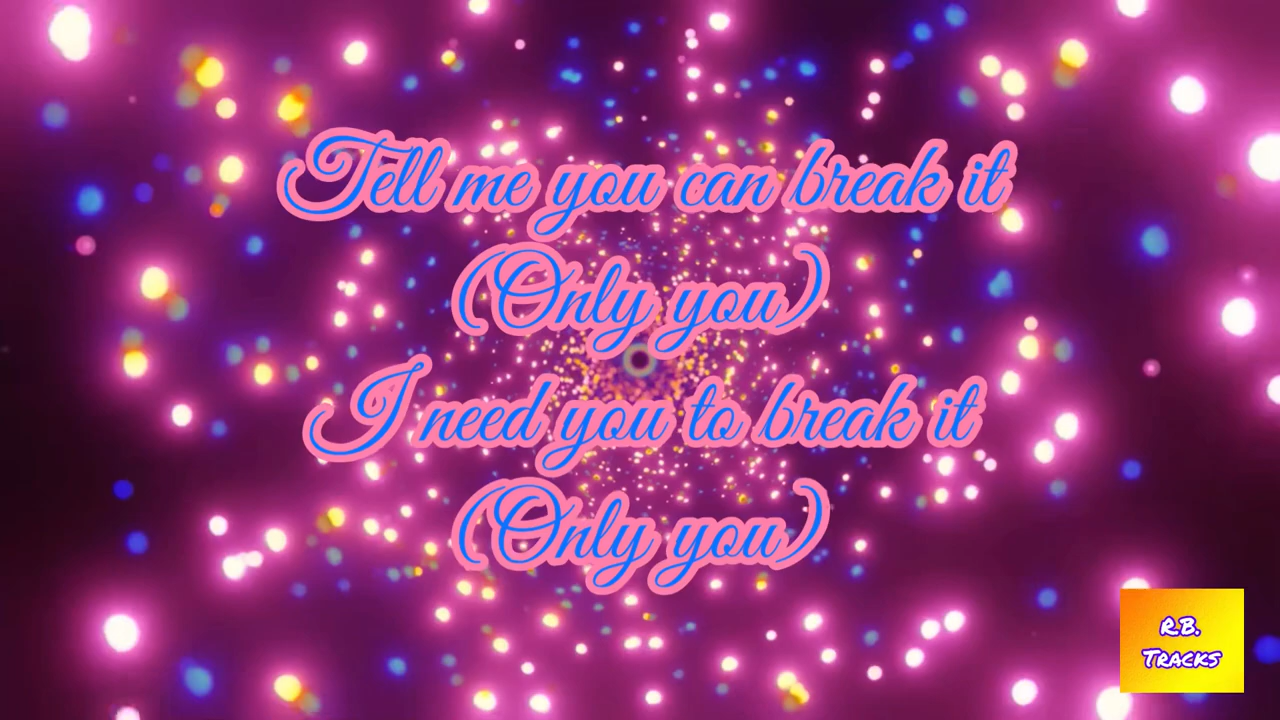 Tell me you can break it
(Only you)
I need you to break it
(Only you)
R.B.
Tracks